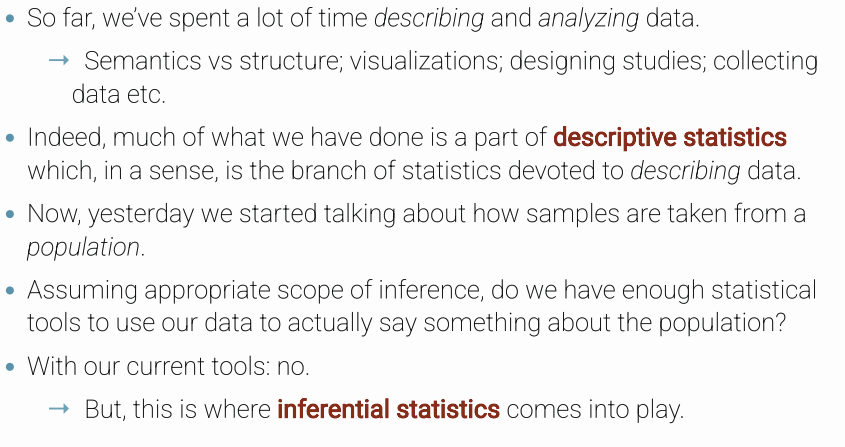 • So far, we've spent a lot of time describing and analyzing data.
→ Semantics vs structure; visualizations; designing studies; collecting
data etc.
• Indeed, much of what we have done is a part of descriptive statistics
which, in a sense, is the branch of statistics devoted to describing data.
• Now, yesterday we started talking about how samples are taken from a
population.
• Assuming appropriate scope of inference, do we have enough statistical
tools to use our data to actually say something about the population?
• With our current tools: no.
→ But, this is where inferential statistics comes into play.